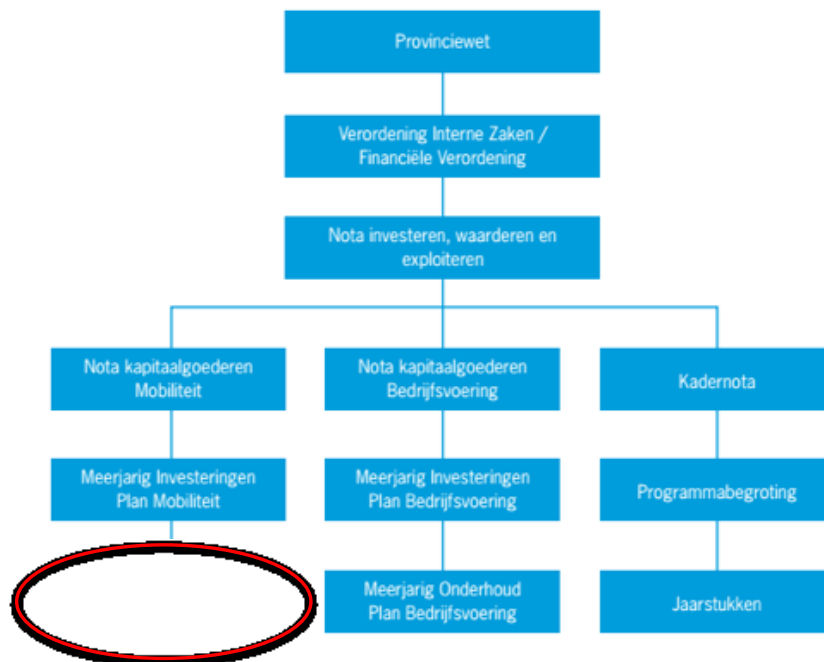 Provinciewet
Verordening Interne Zaken /
Financiële Verordening
Nota investeren, waarderen en
exploiteren
Nota kapitaalgoederen
Mobiliteit
Nota kapitaalgoederen
Bedrijfsvoering
Kadernota
Meerjarig Investeringen
Plan Mobiliteit
Meerjarig Investeringen
Plan Bedrijfsvoering
Programmabegroting
Meerjarig Onderhoud
Plan Bedrijfsvoering
Jaarstukken